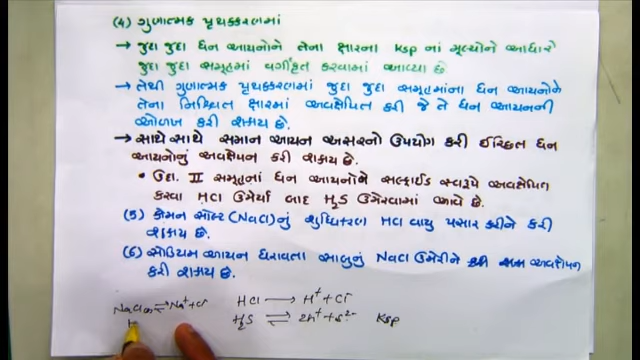 (4) ગુણાત્મક પૃથક્કરણમાં
→ જુદા જુદા ધન આયનોને તેના ક્ષારના Ksp નાં મૂલ્યોને આધારે
જુદા જુદા સમૂહમાં વર્ગીકૃત કરવામાં આવ્યા છે
→ તેથી ગુણાત્મક પૃથક્કરણમાં જુદા જુદા સમૂહમાંના ધન આયનોને
તેના નિશ્ચિત ક્ષારમાં અવક્ષેપિત કરી જે તે ધન આયનની
ઓળખ કરી શકાય છે.
→ સાથે સાથે સમાન આયન અસરનો ઉપયોગ કરી ઈચ્છિત ધન
આયનોનું અવક્ષેપન કરી શકાય છે.
• ઉદા. II સમૂહનાં ધન આયનોને સલ્ફાઈડ સ્વરૂપે અવક્ષેપિત
કરવા HCl ઉમેર્યા બાદ H₂S ઉમેરવામાં આવે છે.
(5) કોમન સોલ્ટ (NaCl) નું શુદ્ધિકરણ HCl વાયુ પસાર કરીને કરી
શકાય છે.
(6) સોડિયમ આયન ધરાવતા સાબુનું NaCl ઉમેરીને અવક્ષેપન
કરી શકાય છે.
NaCl ⇌ Na⁺ + Cl⁻ HCl → H⁺ + Cl⁻
H₂S ⇌ 2H⁺ + S²⁻ Ksp